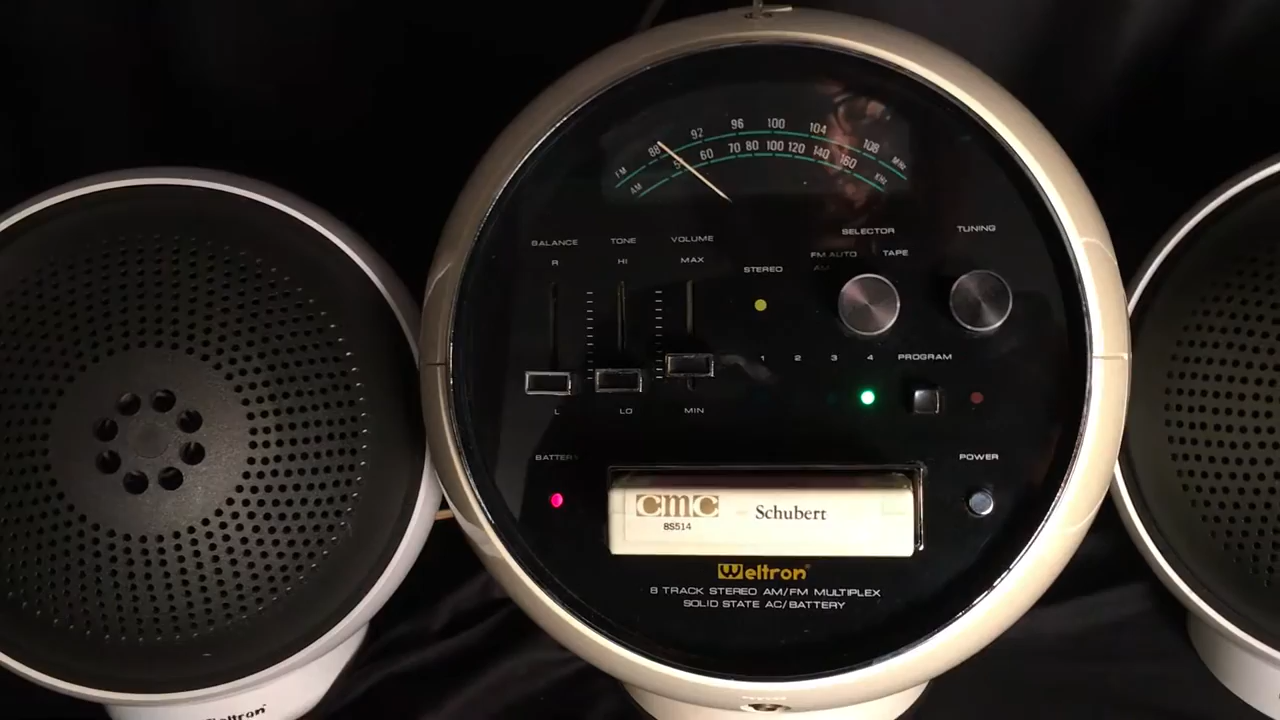 88 92 96 100 104 108 MHz
FM
60 70 80 100 120 140 160 KHz
AM
SELECTOR
TUNING
BALANCE TONE VOLUME
FM AUTO TAPE
AM
R HI MAX
STEREO
1 2 3 4 PROGRAM
L LO MIN
BATTERY
POWER
cmc Schubert
8S514
Weltron
8 TRACK STEREO AM/FM MULTIPLEX
SOLID STATE AC/BATTERY